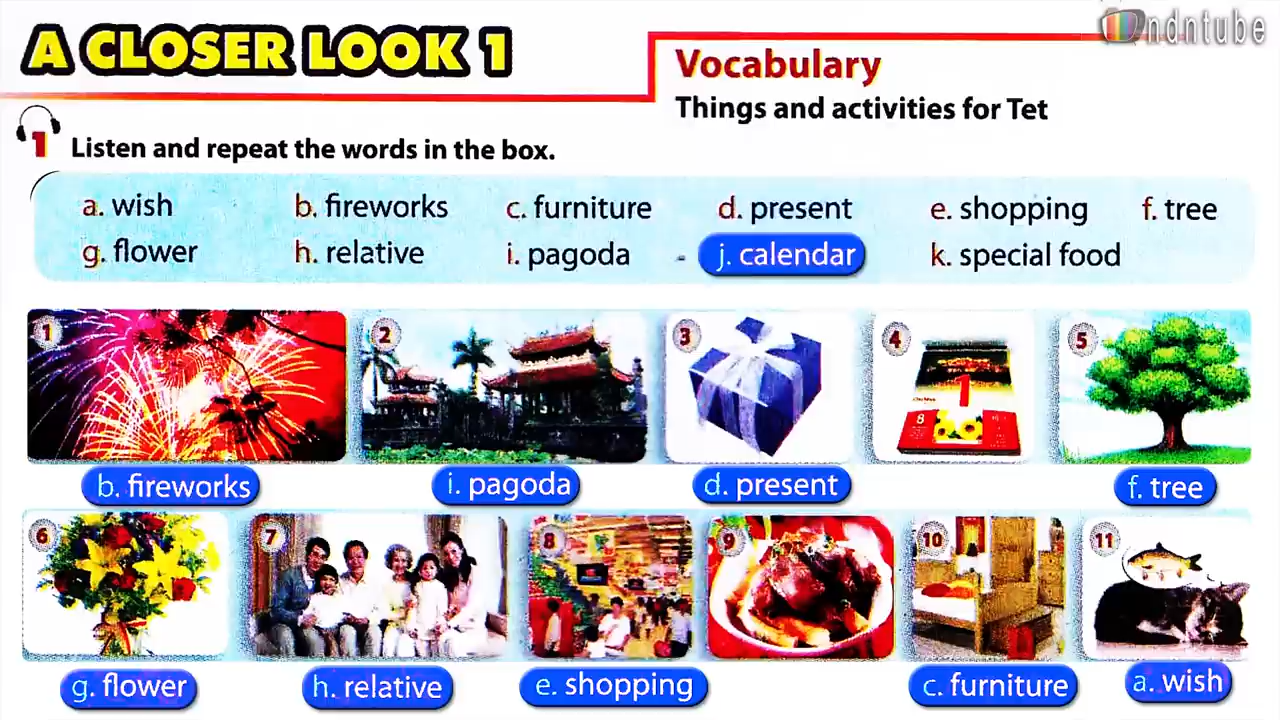 A CLOSER LOOK 1
ndntube
Vocabulary
Things and activities for Tet
1 Listen and repeat the words in the box.
a. wish b. fireworks c. furniture d. present e. shopping f. tree
g. flower h. relative i. pagoda - j. calendar k. special food
1 2 3 4 5
1
8
b. fireworks i. pagoda d. present f. tree
6 7 8 9 10 11
g. flower h. relative e. shopping c. furniture a. wish